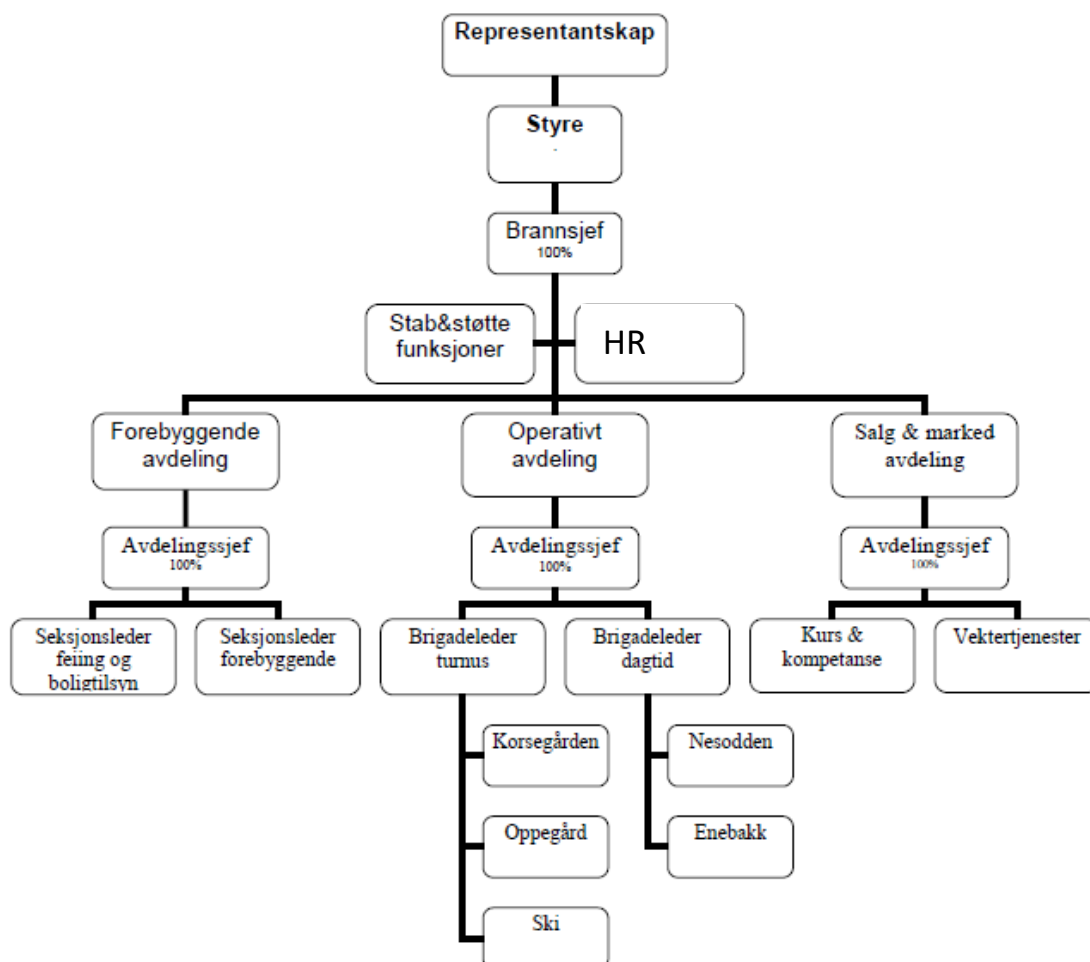 Representantskap
Styre
-
Brannsjef
100%
Stab&støtte
funksjoner
HR
Forebyggende
avdeling
Operativt
avdeling
Salg & marked
avdeling
Avdelingssjef
100%
Avdelingssjef
100%
Avdelingssjef
100%
Seksjonsleder
feiing og
boligtilsyn
Seksjonsleder
forebyggende
Brigadeleder
turnus
Brigadeleder
dagtid
Kurs &
kompetanse
Vektertjenester
Korsegården
Nesodden
Oppegård
Enebakk
Ski